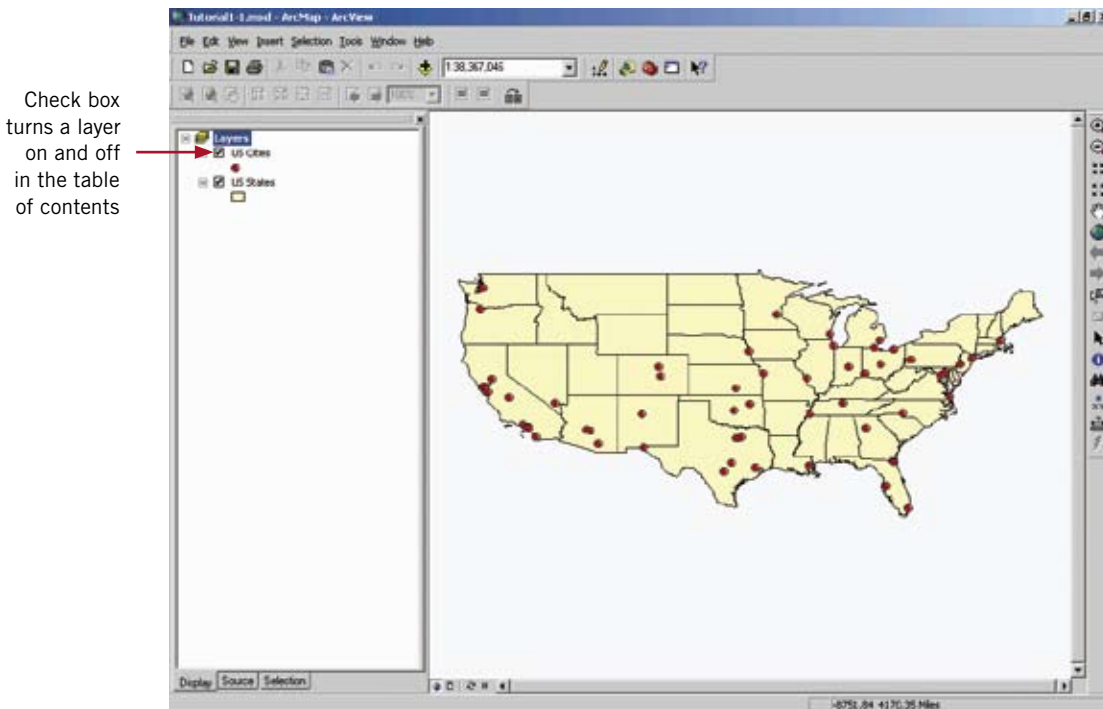 Tutorial1-1.mxd - ArcMap - ArcView
File Edit View Insert Selection Tools Window Help
1:38,367,046
100%
Check box
turns a layer
on and off
in the table
of contents
Layers
US Cities
US States
Display Source Selection
-8751.84 4170.35 Miles